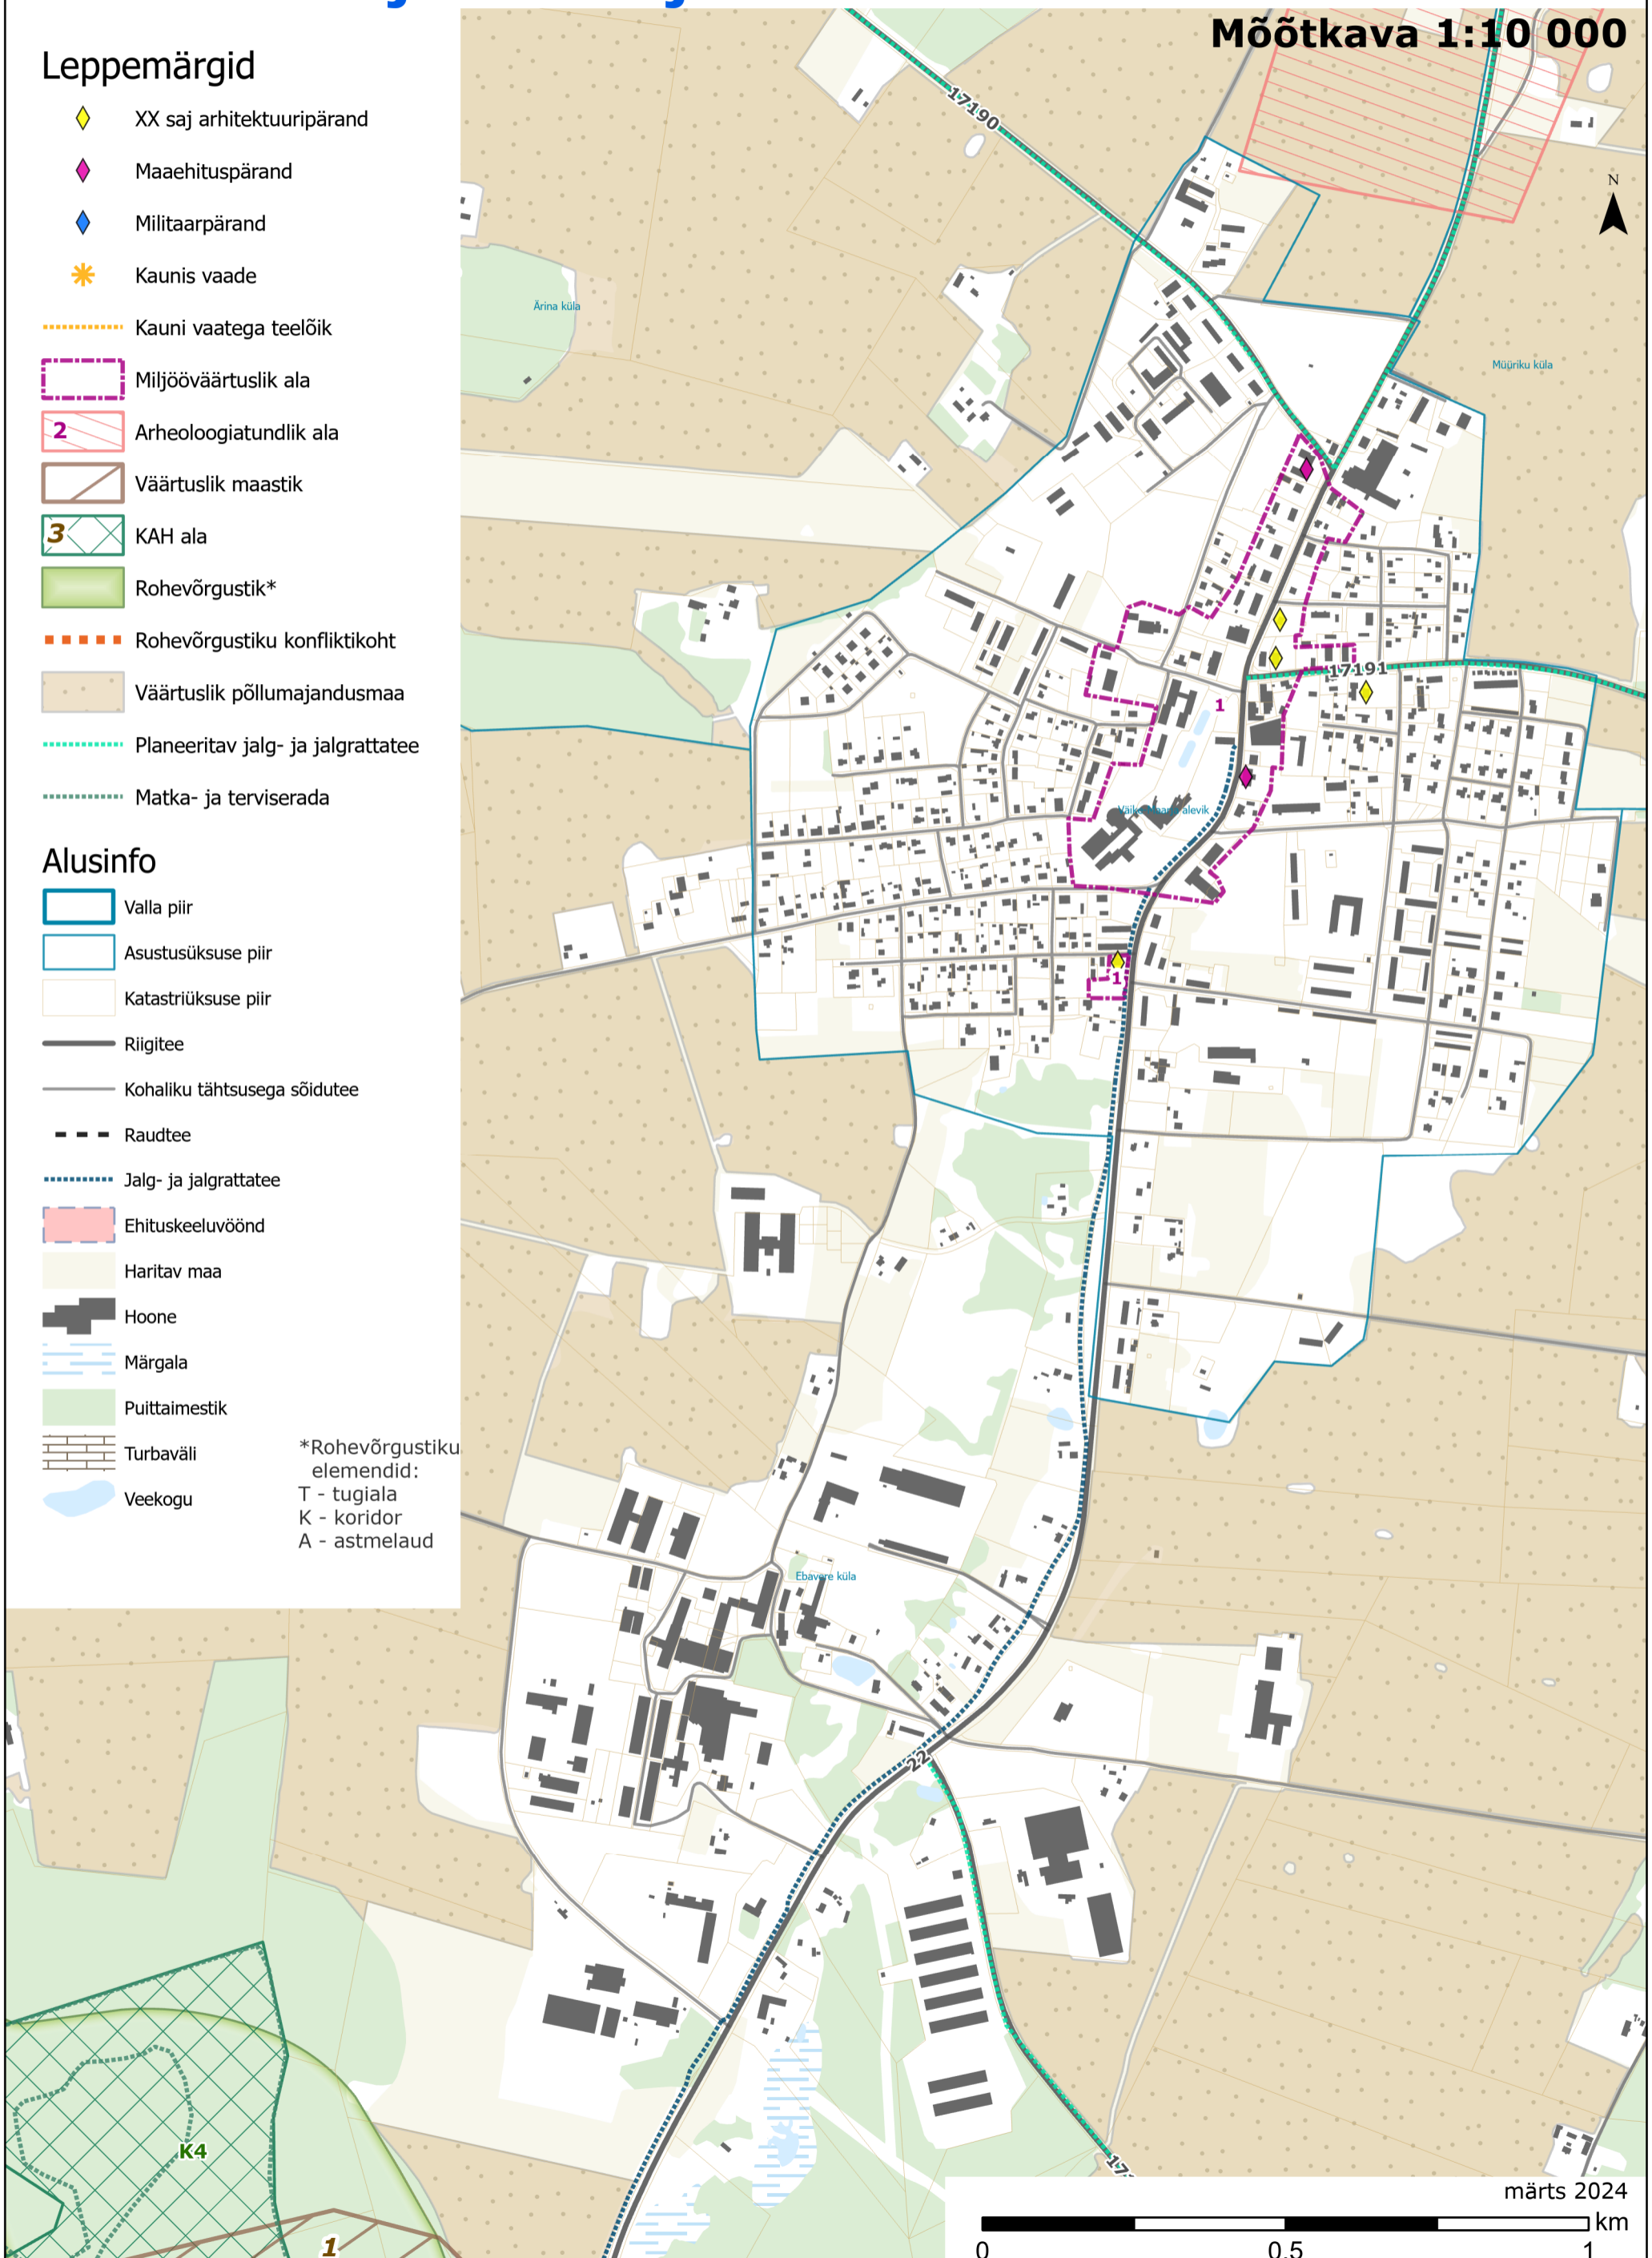 Mõõtkava 1:10 000
Leppemärgid
XX saj arhitektuuripärand
Maaehituspärand
Militaarpärand
Kaunis vaade
Kauni vaatega teelõik
Miljööväärtuslik ala
2
Arheoloogiatundlik ala
Väärtuslik maastik
3
KAH ala
Rohevõrgustik*
Rohevõrgustiku konfliktikoht
Väärtuslik põllumajandusmaa
Planeeritav jalg- ja jalgrattatee
Matka- ja terviserada
Alusinfo
Valla piir
Asustusüksuse piir
Katastriüksuse piir
Riigitee
Kohaliku tähtsusega sõidutee
Raudtee
Jalg- ja jalgrattatee
Ehituskeeluvöönd
Haritav maa
Hoone
Märgala
Puittaimestik
Turbaväli
Veekogu
*Rohevõrgustiku
elemendid:
T - tugiala
K - koridor
A - astmelaud
17190
N
Ärina küla
Müüriku küla
17191
1
alevik
1
Ebavere küla
22
K4
1
märts 2024
km
0
0,5
1